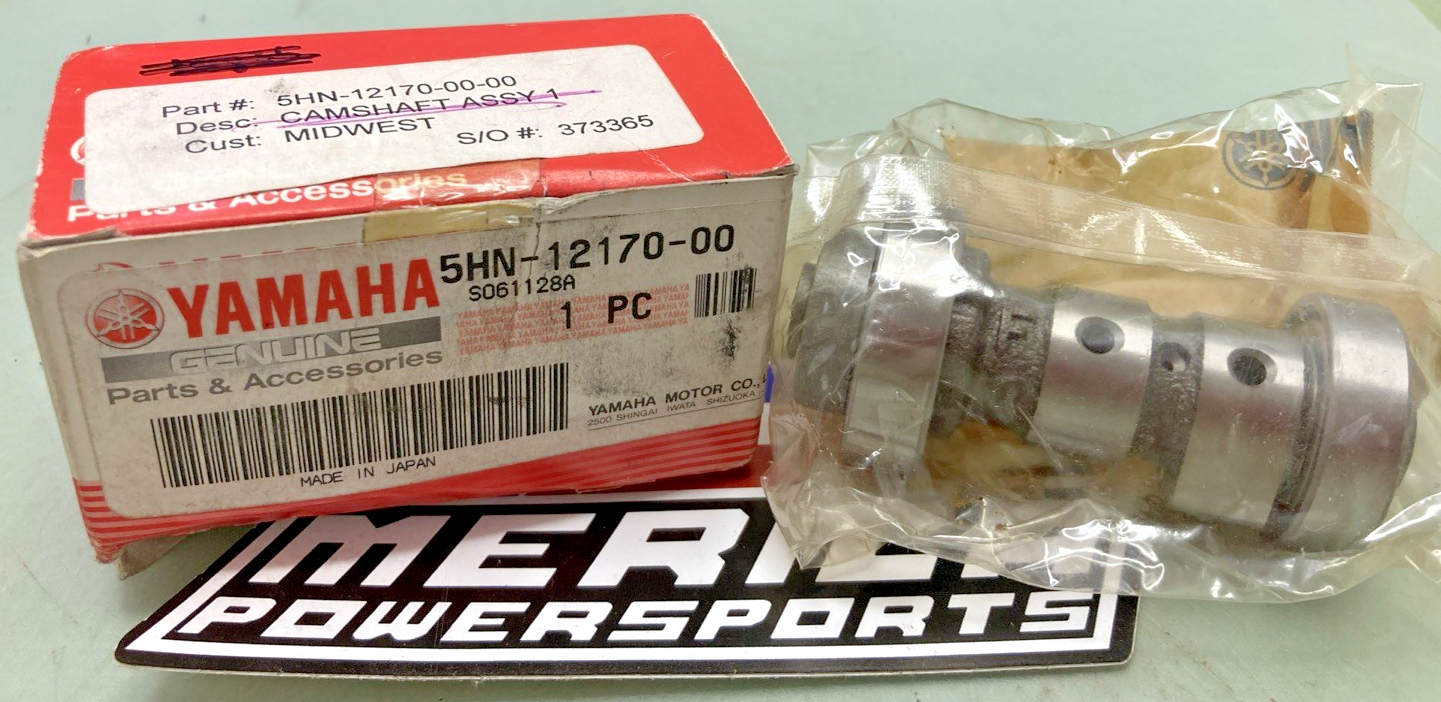 Part #: 5HN-12170-00-00
Desc: CAMSHAFT ASSY 1
Cust: MIDWEST S/O #: 373365
Parts & Accessories
YAMAHA 5HN-12170-00
S061128A
1 PC
GENUINE
Parts & Accessories
YAMAHA MOTOR CO.,
2500 SHINGAI IWATA SHIZUOKA
MADE IN JAPAN
POWERSPORTS